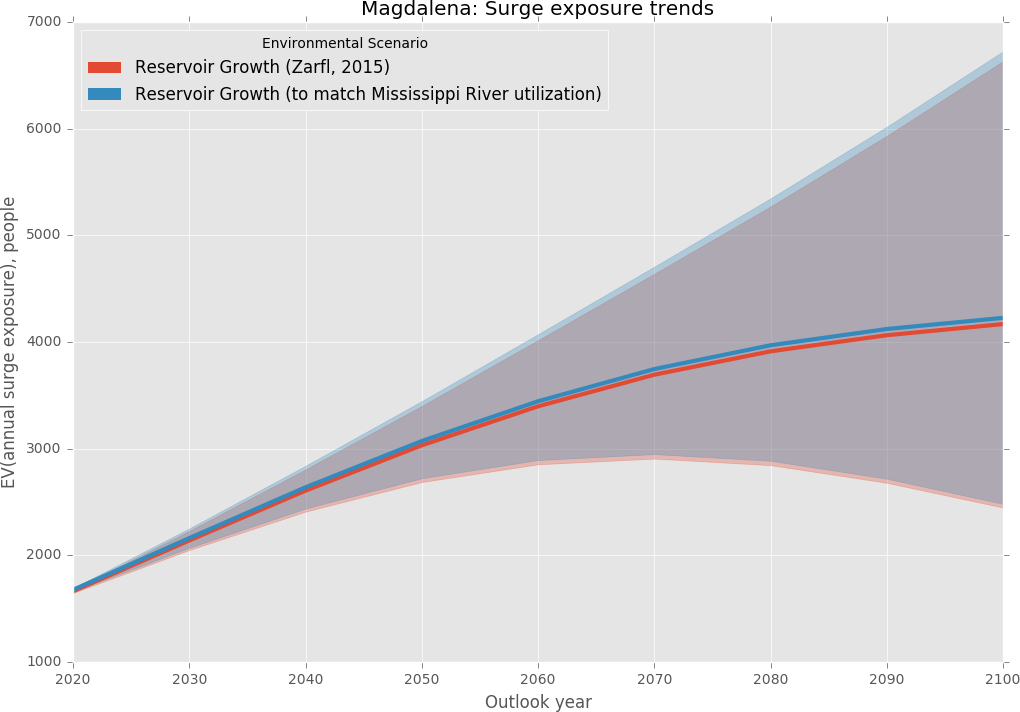 Magdalena: Surge exposure trends
Environmental Scenario
Reservoir Growth (Zarfl, 2015)
Reservoir Growth (to match Mississippi River utilization)
EV(annual surge exposure), people
7000
6000
5000
4000
3000
2000
1000
2020 2030 2040 2050 2060 2070 2080 2090 2100
Outlook year